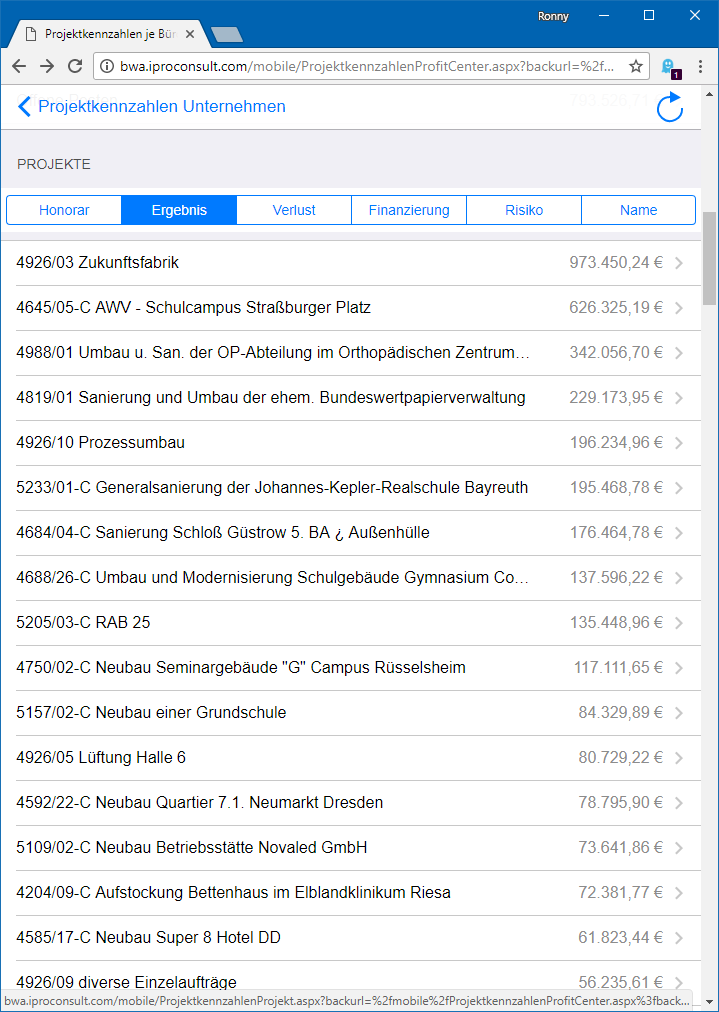 Ronny
Projektkennzahlen je Bür
bwa.iproconsult.com/mobile/ProjektkennzahlenProfitCenter.aspx?backurl=%2f...
1
Projektkennzahlen Unternehmen
PROJEKTE
Honorar Ergebnis Verlust Finanzierung Risiko Name
4926/03 Zukunftsfabrik 973.450,24 €
4645/05-C AWV - Schulcampus Straßburger Platz 626.325,19 €
4988/01 Umbau u. San. der OP-Abteilung im Orthopädischen Zentrum... 342.056,70 €
4819/01 Sanierung und Umbau der ehem. Bundeswertpapierverwaltung 229.173,95 €
4926/10 Prozessumbau 196.234,96 €
5233/01-C Generalsanierung der Johannes-Kepler-Realschule Bayreuth 195.468,78 €
4684/04-C Sanierung Schloß Güstrow 5. BA ¿ Außenhülle 176.464,78 €
4688/26-C Umbau und Modernisierung Schulgebäude Gymnasium Co... 137.596,22 €
5205/03-C RAB 25 135.448,96 €
4750/02-C Neubau Seminargebäude "G" Campus Rüsselsheim 117.111,65 €
5157/02-C Neubau einer Grundschule 84.329,89 €
4926/05 Lüftung Halle 6 80.729,22 €
4592/22-C Neubau Quartier 7.1. Neumarkt Dresden 78.795,90 €
5109/02-C Neubau Betriebsstätte Novaled GmbH 73.641,86 €
4204/09-C Aufstockung Bettenhaus im Elblandklinikum Riesa 72.381,77 €
4585/17-C Neubau Super 8 Hotel DD 61.823,44 €
4926/09 diverse Einzelaufträge 56.235,61 €
bwa.iproconsult.com/mobile/ProjektkennzahlenProjekt.aspx?backurl=%2fmobile%2fProjektkennzahlenProfitCenter.aspx%3fback...